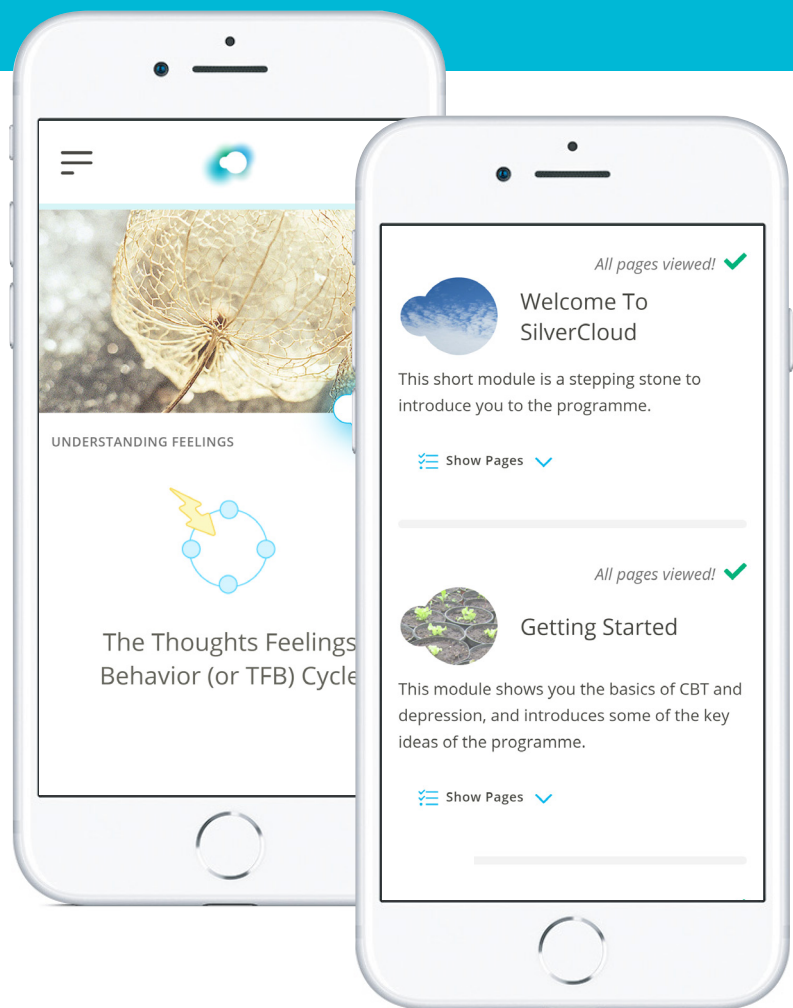 UNDERSTANDING FEELINGS
The Thoughts Feelings
Behavior (or TFB) Cycle
All pages viewed!
Welcome To
SilverCloud
This short module is a stepping stone to
introduce you to the programme.
Show Pages
All pages viewed!
Getting Started
This module shows you the basics of CBT and
depression, and introduces some of the key
ideas of the programme.
Show Pages